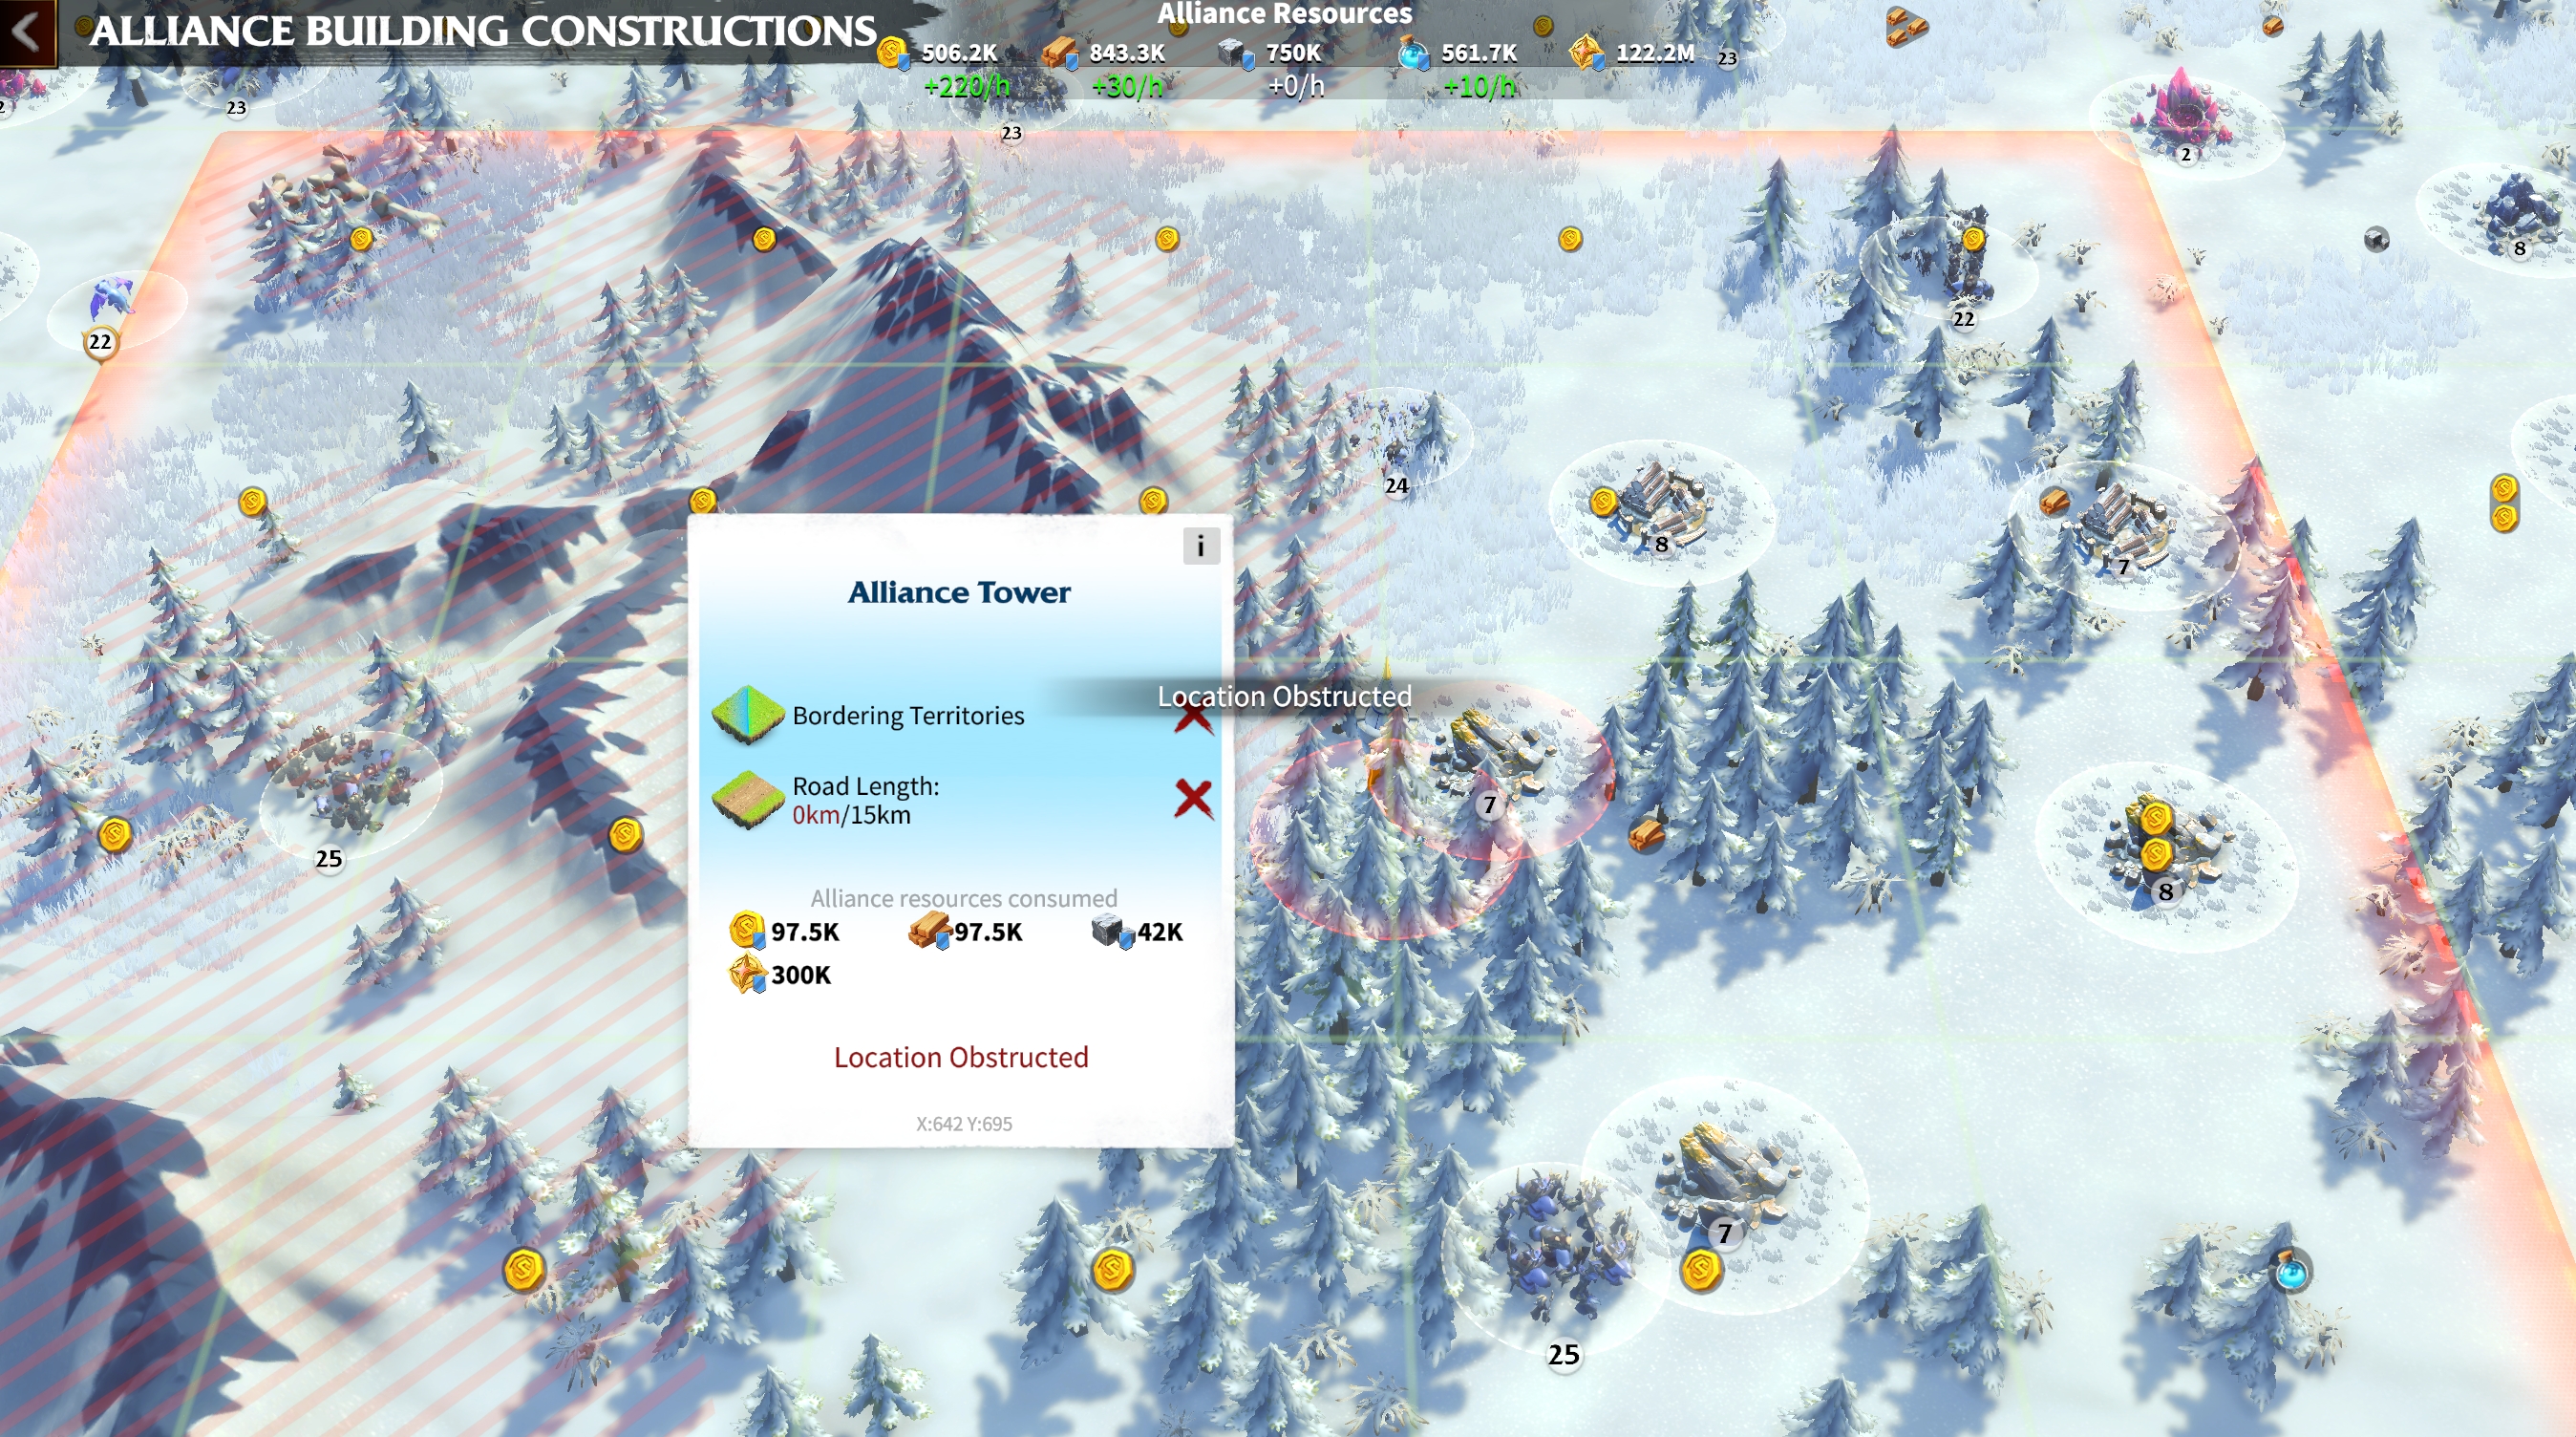 ALLIANCE BUILDING CONSTRUCTIONS
Alliance Resources
506.2K 843.3K 750K 561.7K 122.2M
+220/h +30/h +0/h +10/h
23
23
23
2
2
8
22
22
24
8
7
Alliance Tower
i
Location Obstructed
Bordering Territories
Road Length:
0km/15km
7
25
8
Alliance resources consumed
97.5K 97.5K 42K
300K
Location Obstructed
X:642 Y:695
7
25